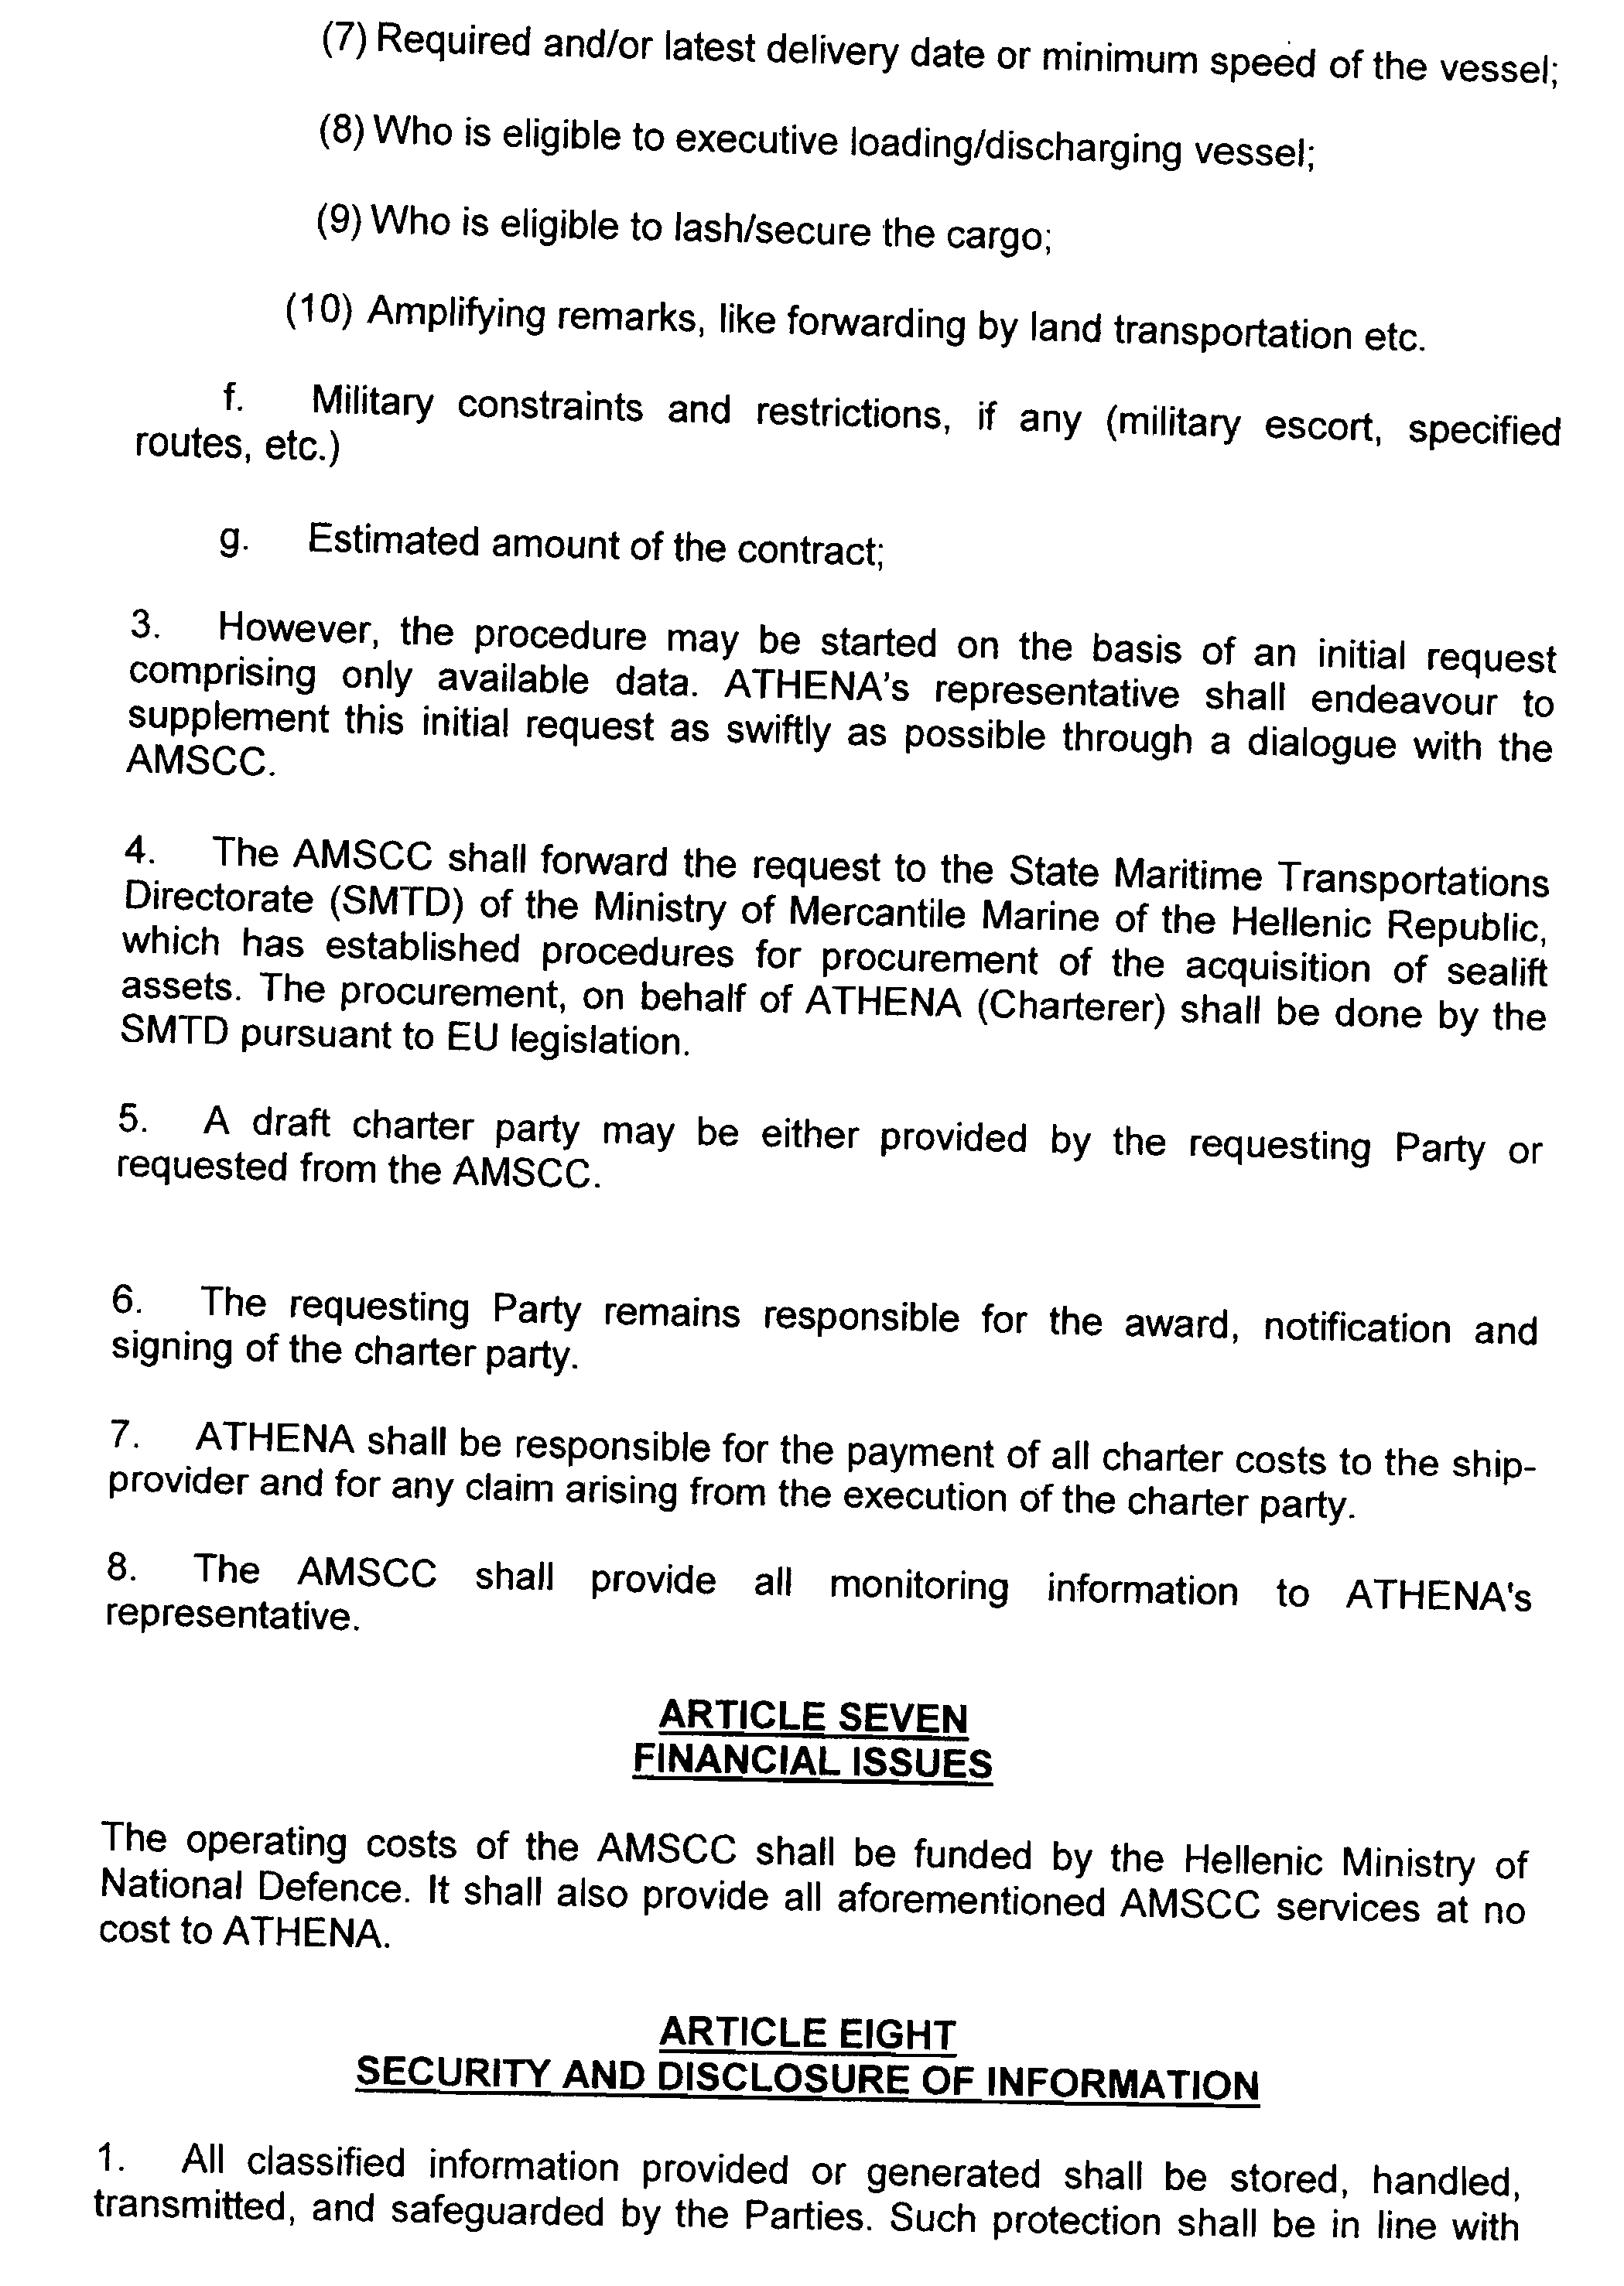 (7) Required and/or latest delivery date or minimum speed of the vessel;
(8) Who is eligible to executive loading/discharging vessel;
(9) Who is eligible to lash/secure the cargo;
(10) Amplifying remarks, like forwarding by land transportation etc.
f. Military constraints and restrictions, if any (military escort, specified
routes, etc.)
g. Estimated amount of the contract;
3. However, the procedure may be started on the basis of an initial request
comprising only available data. ATHENA's representative shall endeavour to
supplement this initial request as swiftly as possible through a dialogue with the
AMSCC.
4. The AMSCC shall forward the request to the State Maritime Transportations
Directorate (SMTD) of the Ministry of Mercantile Marine of the Hellenic Republic,
which has established procedures for procurement of the acquisition of sealift
assets. The procurement, on behalf of ATHENA (Charterer) shall be done by the
SMTD pursuant to EU legislation.
5. A draft charter party may be either provided by the requesting Party or
requested from the AMSCC.
6. The requesting Party remains responsible for the award, notification and
signing of the charter party.
7. ATHENA shall be responsible for the payment of all charter costs to the ship-
provider and for any claim arising from the execution of the charter party.
8. The AMSCC shall provide all monitoring information to ATHENA's
representative.
ARTICLE SEVEN
FINANCIAL ISSUES
The operating costs of the AMSCC shall be funded by the Hellenic Ministry of
National Defence. It shall also provide all aforementioned AMSCC services at no
cost to ATHENA.
ARTICLE EIGHT
SECURITY AND DISCLOSURE OF INFORMATION
1. All classified information provided or generated shall be stored, handled,
transmitted, and safeguarded by the Parties. Such protection shall be in line with